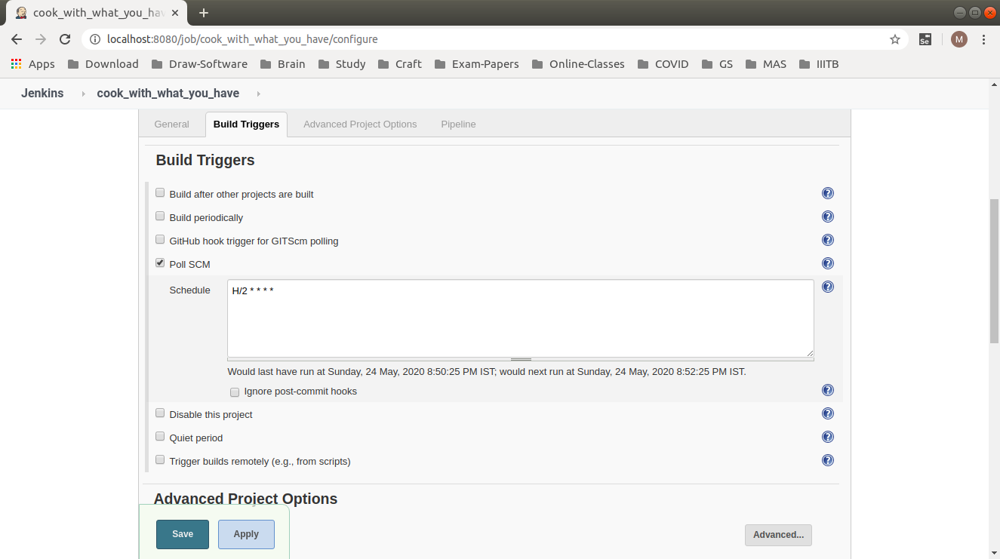 cook_with_what_you_hav
localhost:8080/job/cook_with_what_you_have/configure
Se
M
Apps Download Draw-Software Brain Study Craft Exam-Papers Online-Classes COVID GS MAS IIITB
Jenkins cook_with_what_you_have
General Build Triggers Advanced Project Options Pipeline
Build Triggers
Build after other projects are built
Build periodically
GitHub hook trigger for GITScm polling
Poll SCM
Schedule H/2 * * * *
Would last have run at Sunday, 24 May, 2020 8:50:25 PM IST; would next run at Sunday, 24 May, 2020 8:52:25 PM IST.
Ignore post-commit hooks
Disable this project
Quiet period
Trigger builds remotely (e.g., from scripts)
Advanced Project Options
Save Apply Advanced...